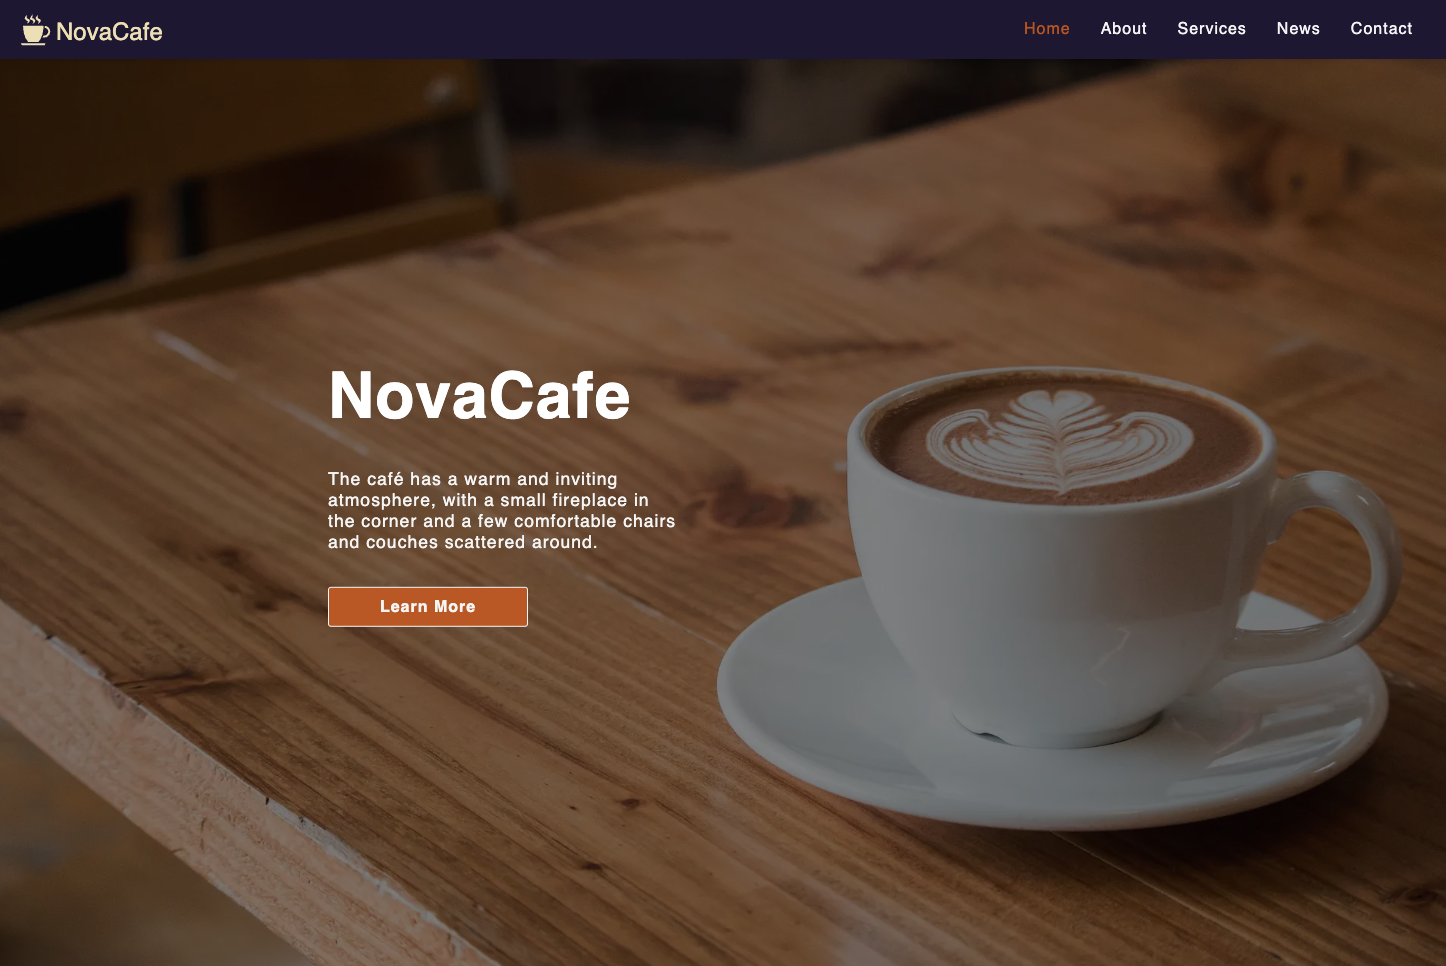 NovaCafe
Home About Services News Contact
NovaCafe
The café has a warm and inviting
atmosphere, with a small fireplace in
the corner and a few comfortable chairs
and couches scattered around.
Learn More